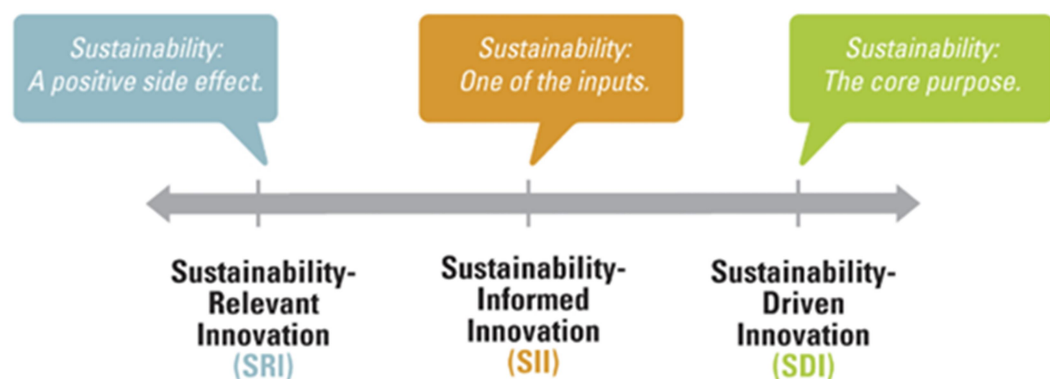 Sustainability:
A positive side effect.
Sustainability:
One of the inputs.
Sustainability:
The core purpose.
Sustainability-
Relevant
Innovation
(SRI)
Sustainability-
Informed
Innovation
(SII)
Sustainability-
Driven
Innovation
(SDI)